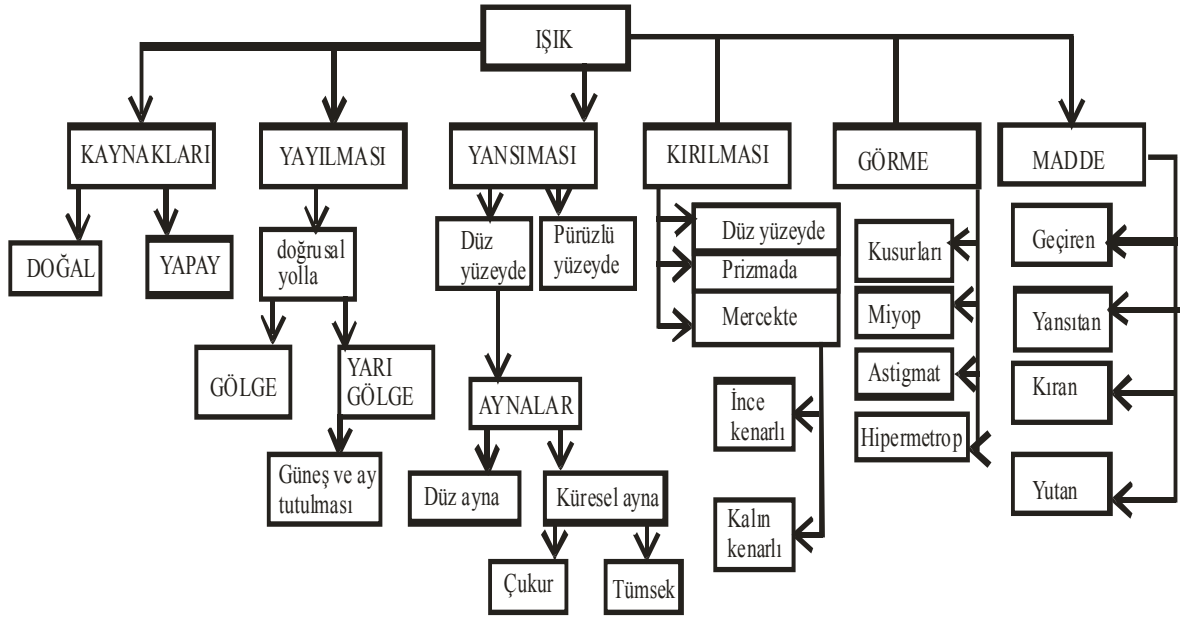 IŞIK
KAYNAKLARI
YAYILMASI
YANSIMASI
KIRILMASI
GÖRME
MADDE
DOĞAL
YAPAY
doğrusal
yolla
Düz
yüzeyde
Pürüzlü
yüzeyde
Düz yüzeyde
Prizmada
Mercekte
Kusurları
Miyop
Astigmat
Hipermetrop
Geçiren
Yansıtan
Kıran
Yutan
GÖLGE
YARI
GÖLGE
Güneş ve ay
tutulması
AYNALAR
Düz ayna
Küresel ayna
Çukur
Tümsek
İnce
kenarlı
Kalın
kenarlı